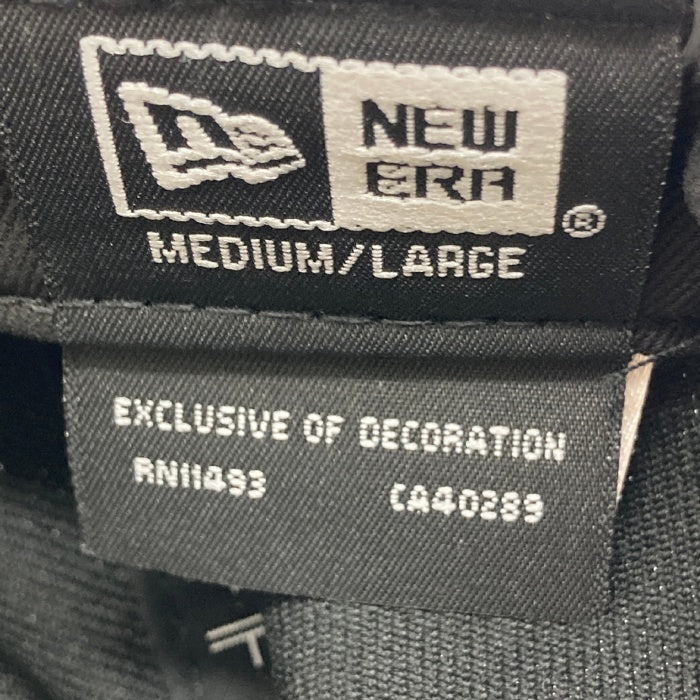 NEW
ERA
®
MEDIUM/LARGE
EXCLUSIVE OF DECORATION
RN11493
CA40289